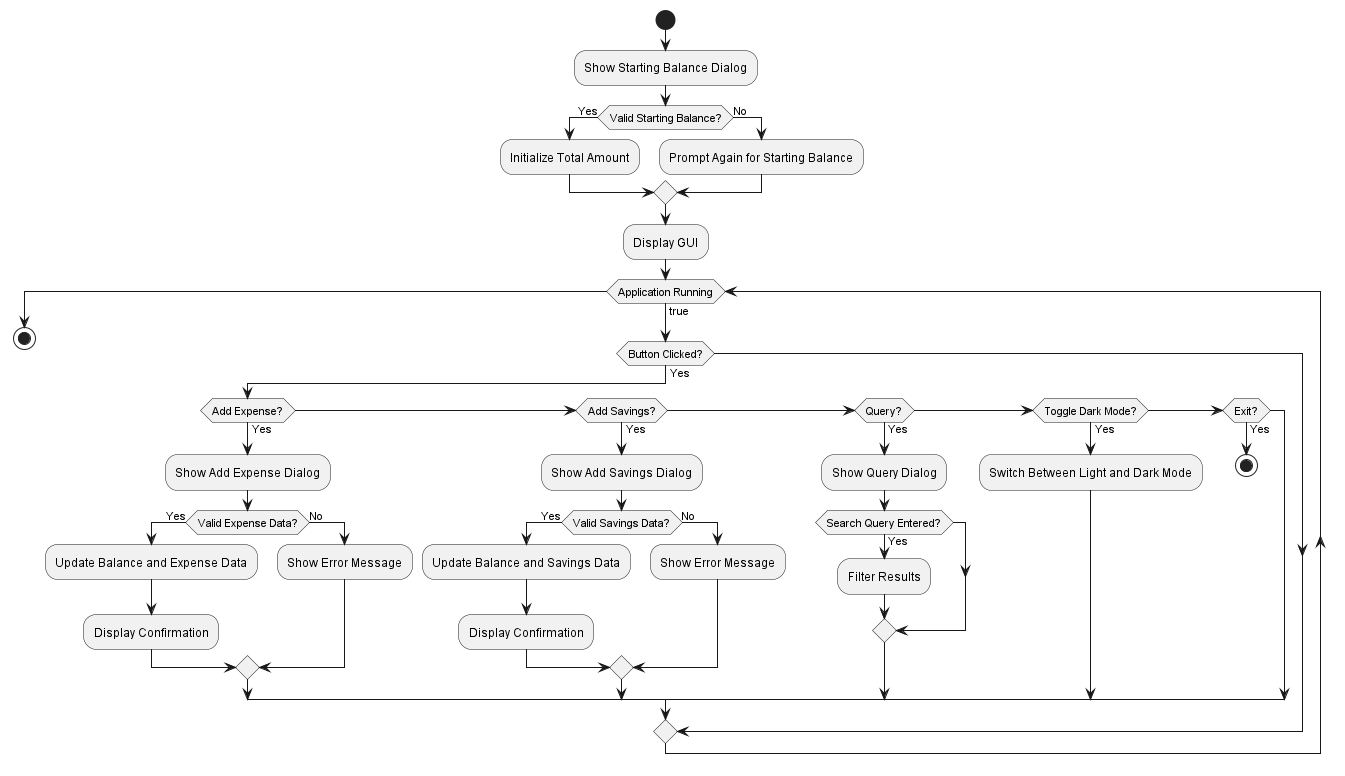 Show Starting Balance Dialog
Yes
Valid Starting Balance?
No
Initialize Total Amount
Prompt Again for Starting Balance
Display GUI
Application Running
true
Button Clicked?
Yes
Add Expense?
Add Savings?
Query?
Toggle Dark Mode?
Exit?
Yes
Yes
Yes
Yes
Yes
Show Add Expense Dialog
Show Add Savings Dialog
Show Query Dialog
Switch Between Light and Dark Mode
Yes
Valid Expense Data?
No
Yes
Valid Savings Data?
No
Search Query Entered?
Yes
Update Balance and Expense Data
Show Error Message
Update Balance and Savings Data
Show Error Message
Filter Results
Display Confirmation
Display Confirmation